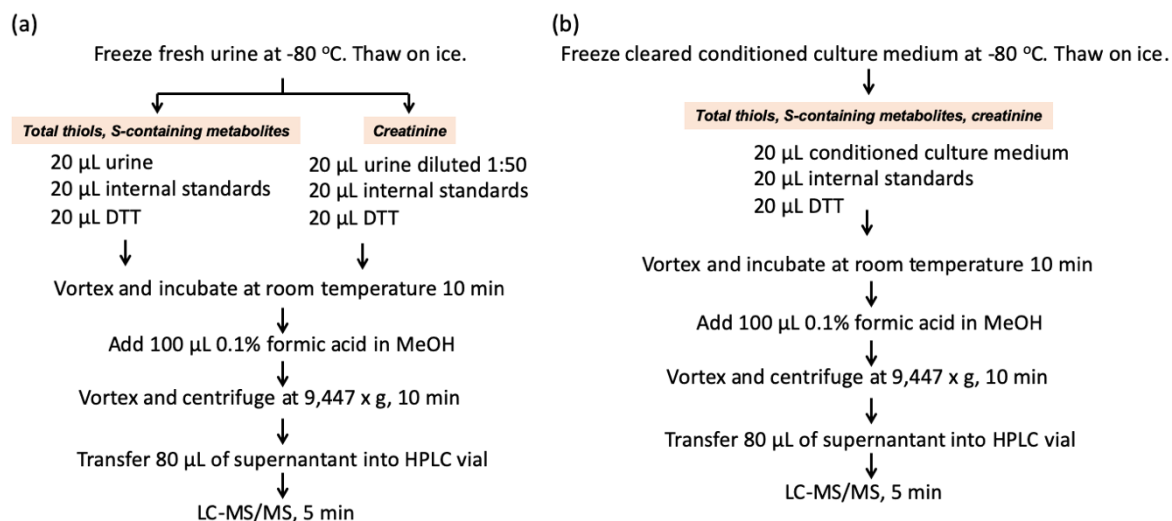 (a)
Freeze fresh urine at -80 °C. Thaw on ice.
Total thiols, S-containing metabolites
20 µL urine
20 µL internal standards
20 µL DTT
Creatinine
20 µL urine diluted 1:50
20 µL internal standards
20 µL DTT
Vortex and incubate at room temperature 10 min
Add 100 µL 0.1% formic acid in MeOH
Vortex and centrifuge at 9,447 x g, 10 min
Transfer 80 µL of supernantant into HPLC vial
LC-MS/MS, 5 min
(b)
Freeze cleared conditioned culture medium at -80 °C. Thaw on ice.
Total thiols, S-containing metabolites, creatinine
20 µL conditioned culture medium
20 µL internal standards
20 µL DTT
Vortex and incubate at room temperature 10 min
Add 100 µL 0.1% formic acid in MeOH
Vortex and centrifuge at 9,447 x g, 10 min
Transfer 80 µL of supernantant into HPLC vial
LC-MS/MS, 5 min